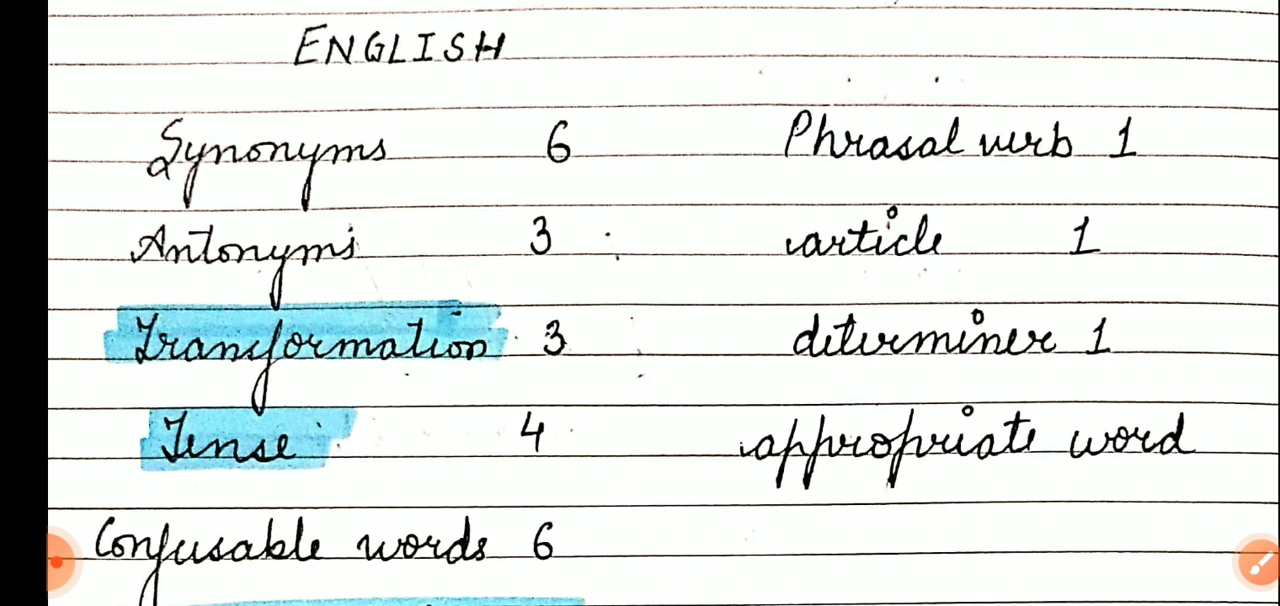 ENGLISH
Synonyms 6 Phrasal verb 1
Antonyms 3 article 1
Transformation 3 determiner 1
Tense 4 appropriate word
Confusable words 6